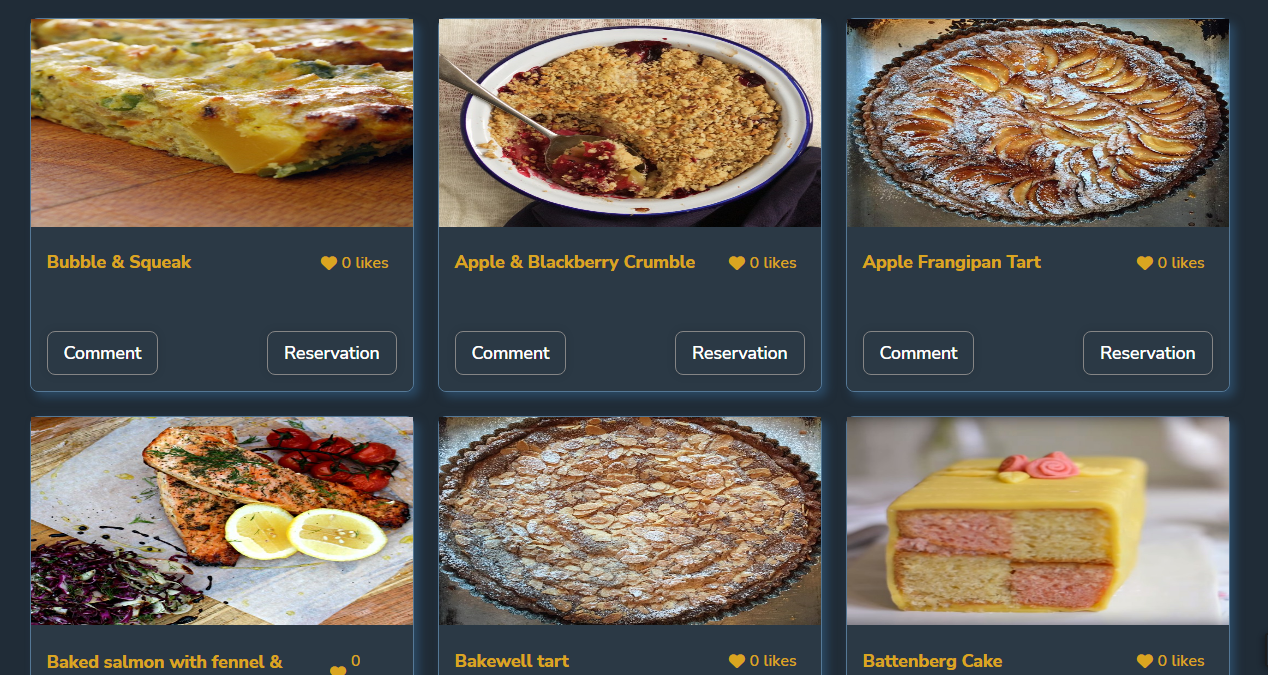 Bubble & Squeak 0 likes
Apple & Blackberry Crumble 0 likes
Apple Frangipan Tart 0 likes
Comment Reservation
Comment Reservation
Comment Reservation
Baked salmon with fennel & 0
Bakewell tart 0 likes
Battenberg Cake 0 likes